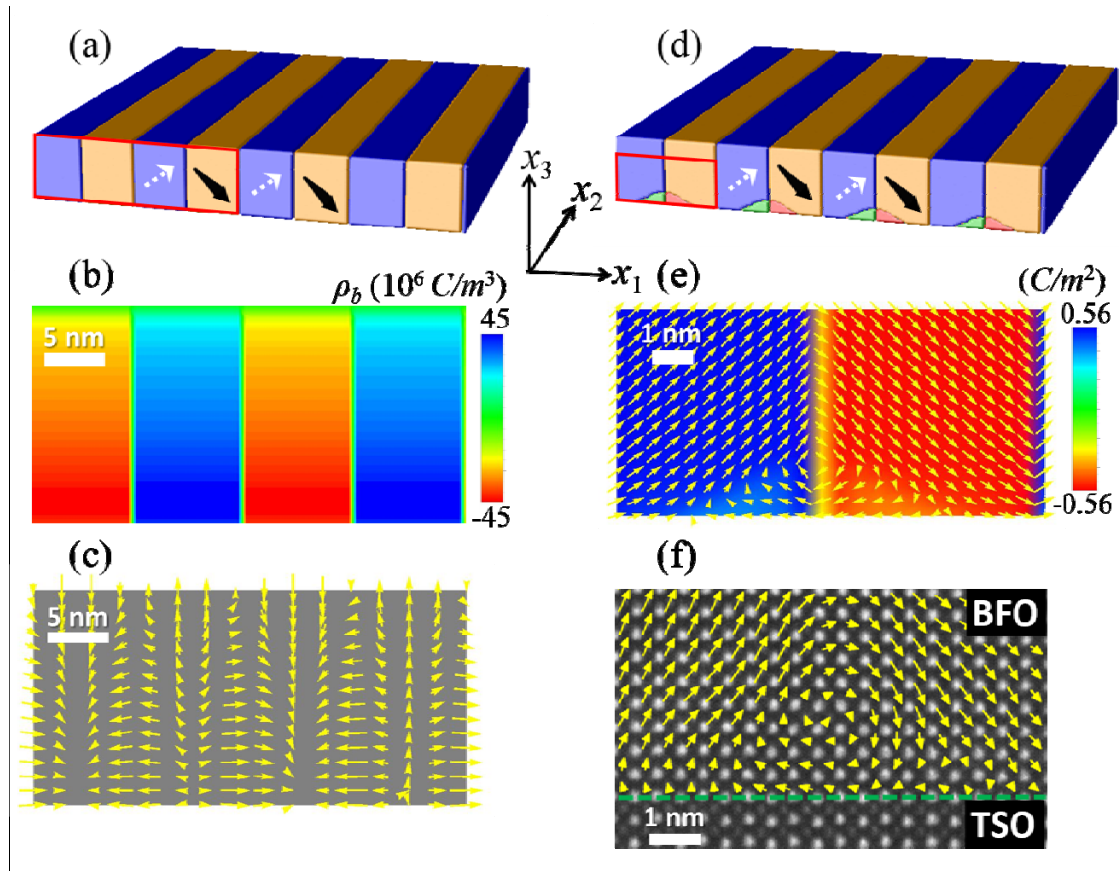 (a)
(d)
x₃
x₂
x₁
(b)
ρ_b (10⁶ C/m³)
45
-45
5 nm
(e)
(C/m²)
0.56
-0.56
1 nm
(c)
5 nm
(f)
BFO
TSO
1 nm